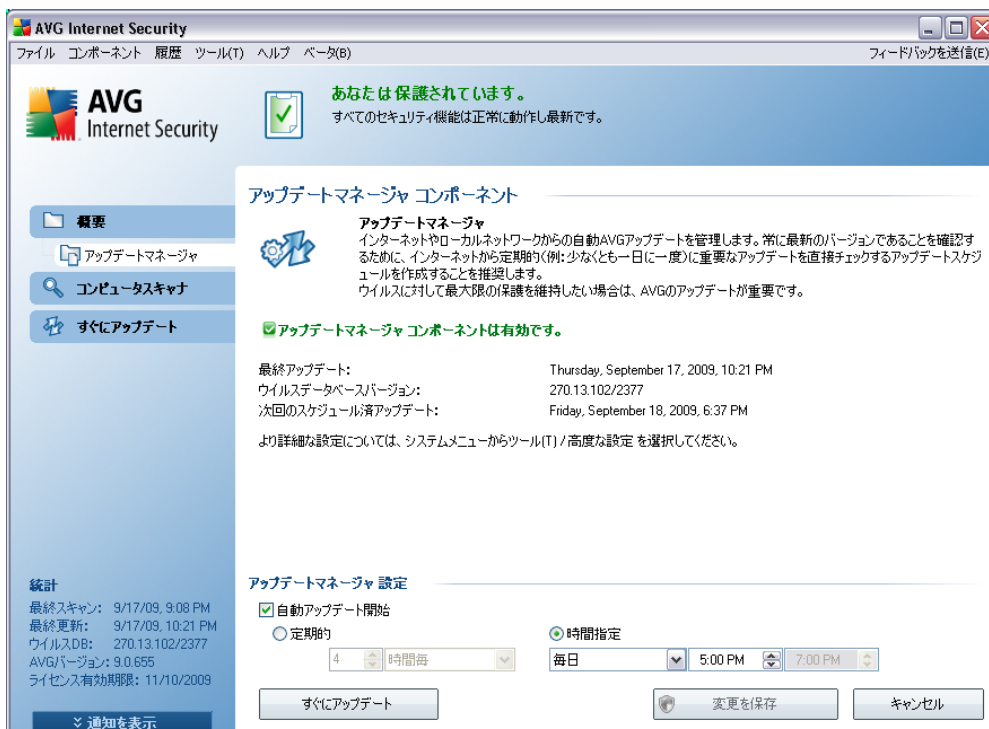 AVG Internet Security
ファイル コンポーネント 履歴 ツール(T) ヘルプ ベータ(B) フィードバックを送信(E)
AVG
Internet Security
あなたは保護されています。
すべてのセキュリティ機能は正常に動作し最新です。
概要
アップデートマネージャ
コンピュータスキャナ
すぐにアップデート
アップデートマネージャ コンポーネント
アップデートマネージャ
インターネットやローカルネットワークからの自動AVGアップデートを管理します。常に最新のバージョンであることを確認す
るために、インターネットから定期的(例: 少なくとも一日に一度)に重要なアップデートを直接チェックするアップデートスケジ
ュールを作成することを推奨します。
ウイルスに対して最大限の保護を維持したい場合は、AVGのアップデートが重要です。
アップデートマネージャ コンポーネントは有効です。
最終アップデート: Thursday, September 17, 2009, 10:21 PM
ウイルスデータベースバージョン: 270.13.102/2377
次回のスケジュール済アップデート: Friday, September 18, 2009, 6:37 PM
より詳細な設定については、システムメニューからツール(T) / 高度な設定 を選択してください。
統計
最終スキャン: 9/17/09, 9:08 PM
最終更新: 9/17/09, 10:21 PM
ウイルスDB: 270.13.102/2377
AVGバージョン: 9.0.655
ライセンス有効期限: 11/10/2009
通知を表示
アップデートマネージャ 設定
自動アップデート開始
定期的 時間指定
4 時間毎 毎日 5:00 PM 7:00 PM
すぐにアップデート 変更を保存 キャンセル